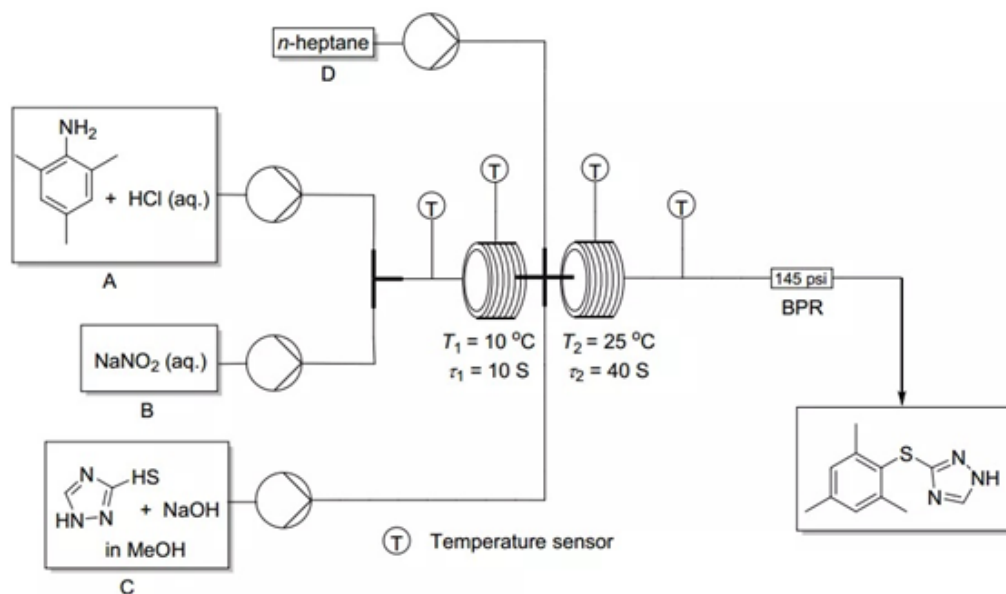 n-heptane
D
NH2
+ HCl (aq.)
A
NaNO2 (aq.)
B
N
HS
HN
N
+ NaOH
in MeOH
C
T
T
T
T
T1 = 10 °C
τ1 = 10 S
T2 = 25 °C
τ2 = 40 S
145 psi
BPR
S
N
NH
N
T Temperature sensor